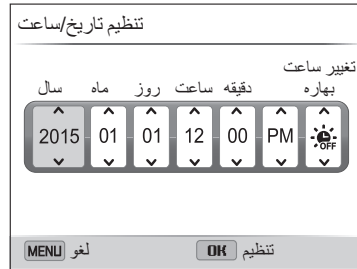 تنظیم تاریخ/ساعت
تغییر ساعت
بهاره
سال ماه روز ساعت دقیقه
2015 01 01 12 00 PM OFF
لغو MENU تنظیم OK